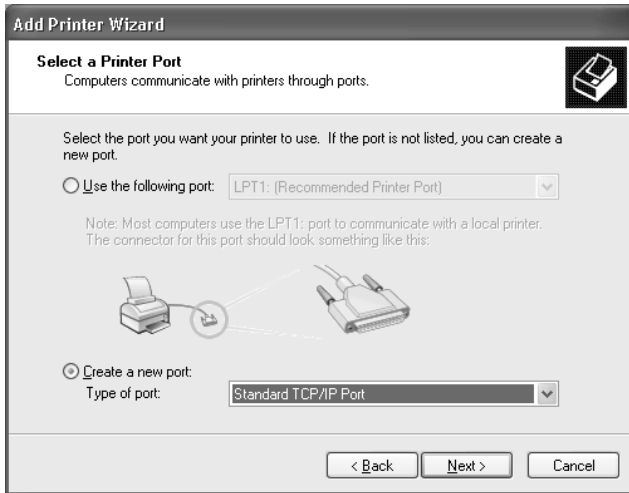 Add Printer Wizard
Select a Printer Port
Computers communicate with printers through ports.
Select the port you want your printer to use. If the port is not listed, you can create a
new port.
Use the following port: LPT1: (Recommended Printer Port)
Note: Most computers use the LPT1: port to communicate with a local printer.
The connector for this port should look something like this:
Create a new port:
Type of port: Standard TCP/IP Port
< Back Next > Cancel